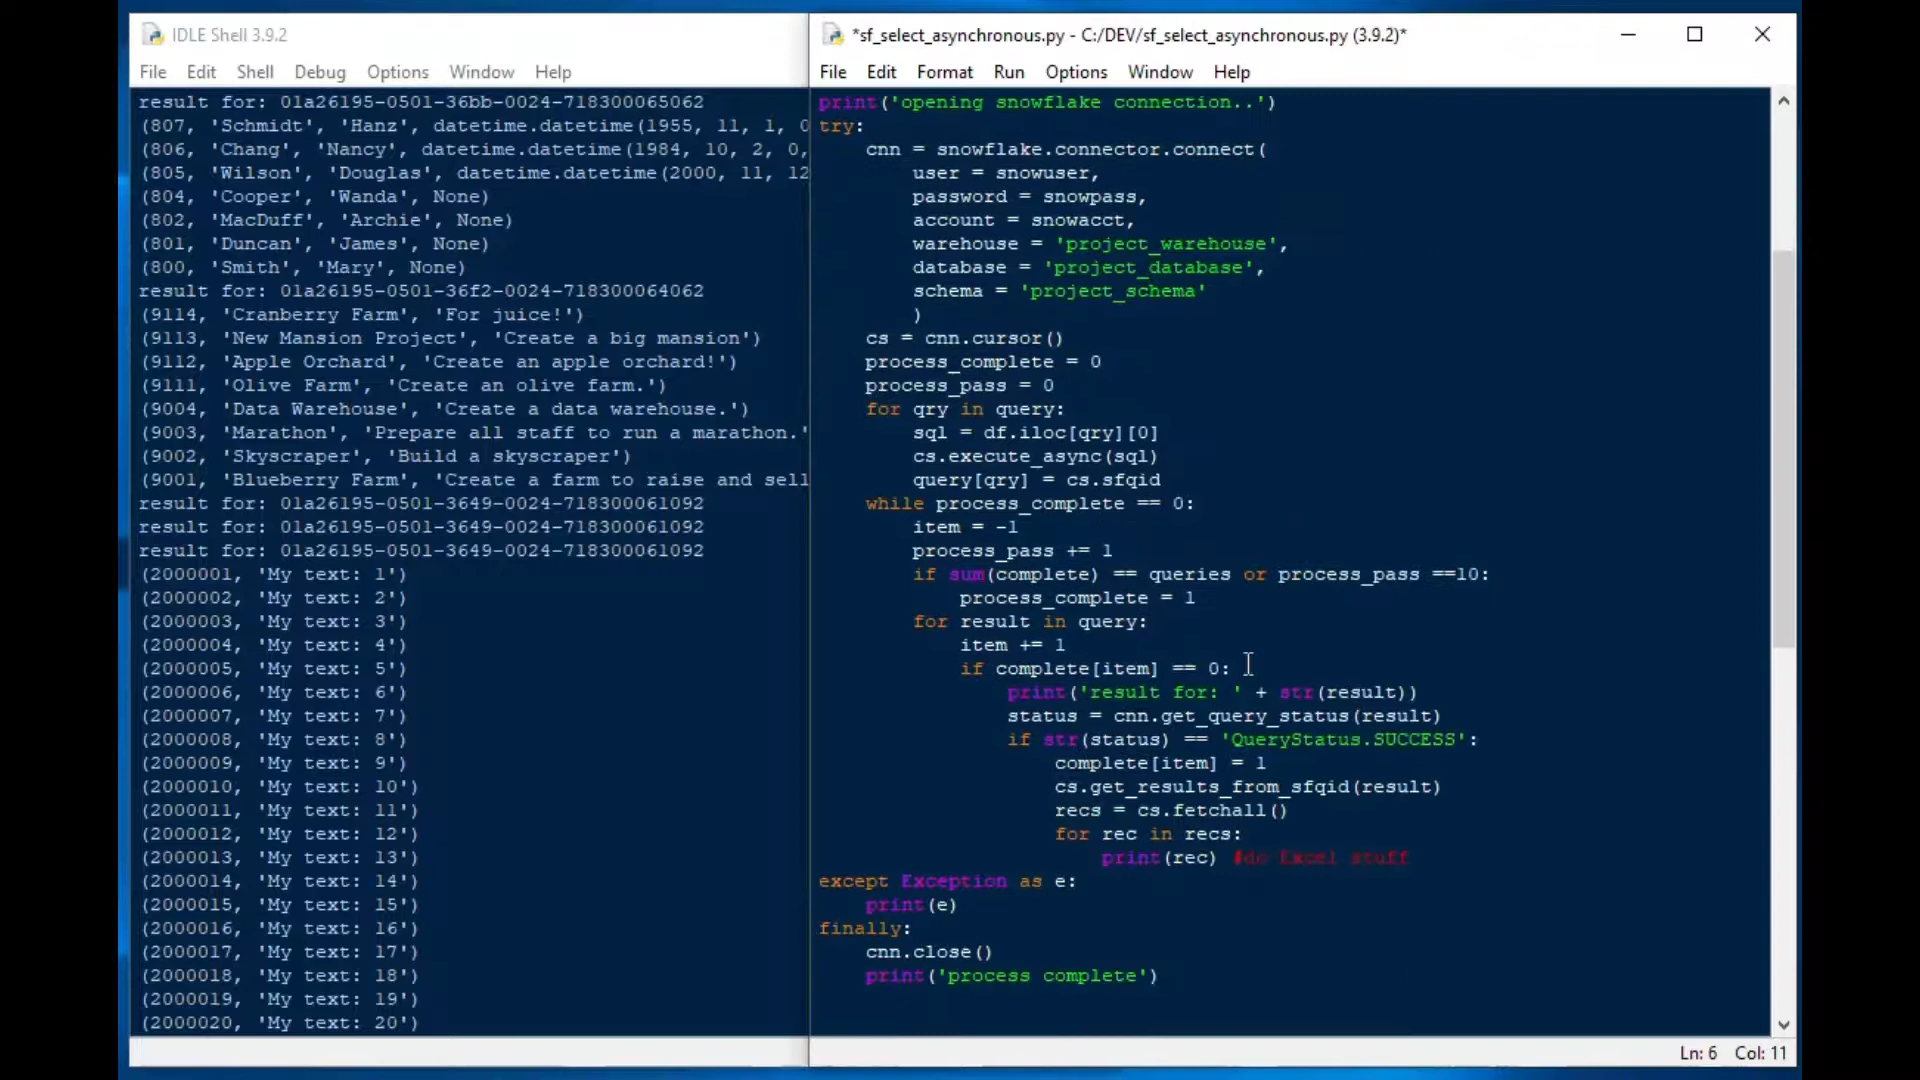 IDLE Shell 3.9.2
File Edit Shell Debug Options Window Help
result for: 01a26195-0501-36bb-0024-718300065062
(807, 'Schmidt', 'Hanz', datetime.datetime(1955, 11, 1, 0
(806, 'Chang', 'Nancy', datetime.datetime(1984, 10, 2, 0,
(805, 'Wilson', 'Douglas', datetime.datetime(2000, 11, 12
(804, 'Cooper', 'Wanda', None)
(802, 'MacDuff', 'Archie', None)
(801, 'Duncan', 'James', None)
(800, 'Smith', 'Mary', None)
result for: 01a26195-0501-36f2-0024-718300064062
(9114, 'Cranberry Farm', 'For juice!')
(9113, 'New Mansion Project', 'Create a big mansion')
(9112, 'Apple Orchard', 'Create an apple orchard!')
(9111, 'Olive Farm', 'Create an olive farm.')
(9004, 'Data Warehouse', 'Create a data warehouse.')
(9003, 'Marathon', 'Prepare all staff to run a marathon.'
(9002, 'Skyscraper', 'Build a skyscraper')
(9001, 'Blueberry Farm', 'Create a farm to raise and sell
result for: 01a26195-0501-3649-0024-718300061092
result for: 01a26195-0501-3649-0024-718300061092
result for: 01a26195-0501-3649-0024-718300061092
(2000001, 'My text: 1')
(2000002, 'My text: 2')
(2000003, 'My text: 3')
(2000004, 'My text: 4')
(2000005, 'My text: 5')
(2000006, 'My text: 6')
(2000007, 'My text: 7')
(2000008, 'My text: 8')
(2000009, 'My text: 9')
(2000010, 'My text: 10')
(2000011, 'My text: 11')
(2000012, 'My text: 12')
(2000013, 'My text: 13')
(2000014, 'My text: 14')
(2000015, 'My text: 15')
(2000016, 'My text: 16')
(2000017, 'My text: 17')
(2000018, 'My text: 18')
(2000019, 'My text: 19')
(2000020, 'My text: 20')
*sf_select_asynchronous.py - C:/DEV/sf_select_asynchronous.py (3.9.2)*
File Edit Format Run Options Window Help
print('opening snowflake connection..')
try:
    cnn = snowflake.connector.connect(
        user = snowuser,
        password = snowpass,
        account = snowacct,
        warehouse = 'project_warehouse',
        database = 'project_database',
        schema = 'project_schema'
        )
    cs = cnn.cursor()
    process_complete = 0
    process_pass = 0
    for qry in query:
        sql = df.iloc[qry][0]
        cs.execute_async(sql)
        query[qry] = cs.sfqid
    while process_complete == 0:
        item = -1
        process_pass += 1
        if sum(complete) == queries or process_pass ==10:
            process_complete = 1
        for result in query:
            item += 1
            if complete[item] == 0:
                print('result for: ' + str(result))
                status = cnn.get_query_status(result)
                if str(status) == 'QueryStatus.SUCCESS':
                    complete[item] = 1
                    cs.get_results_from_sfqid(result)
                    recs = cs.fetchall()
                    for rec in recs:
                        print(rec) #do Excel stuff
except Exception as e:
    print(e)
finally:
    cnn.close()
    print('process complete')
Ln: 6 Col: 11